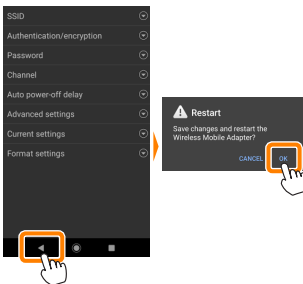 SSID
Authentication/encryption
Password
Channel
Auto power-off delay
Advanced settings
Current settings
Format settings
Restart
Save changes and restart the
Wireless Mobile Adapter?
CANCEL OK